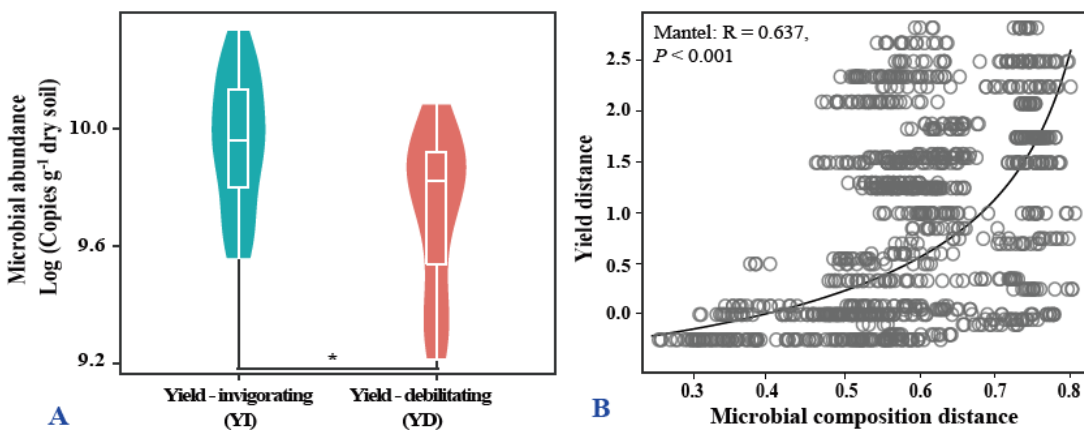 Microbial abundance
Log (Copies g⁻¹ dry soil)
10.0
9.6
9.2
*
Yield - invigorating
(YI)
Yield - debilitating
(YD)
A
Mantel: R = 0.637,
P < 0.001
Yield distance
2.5
2.0
1.5
1.0
0.5
0.0
0.3 0.4 0.5 0.6 0.7 0.8
Microbial composition distance
B